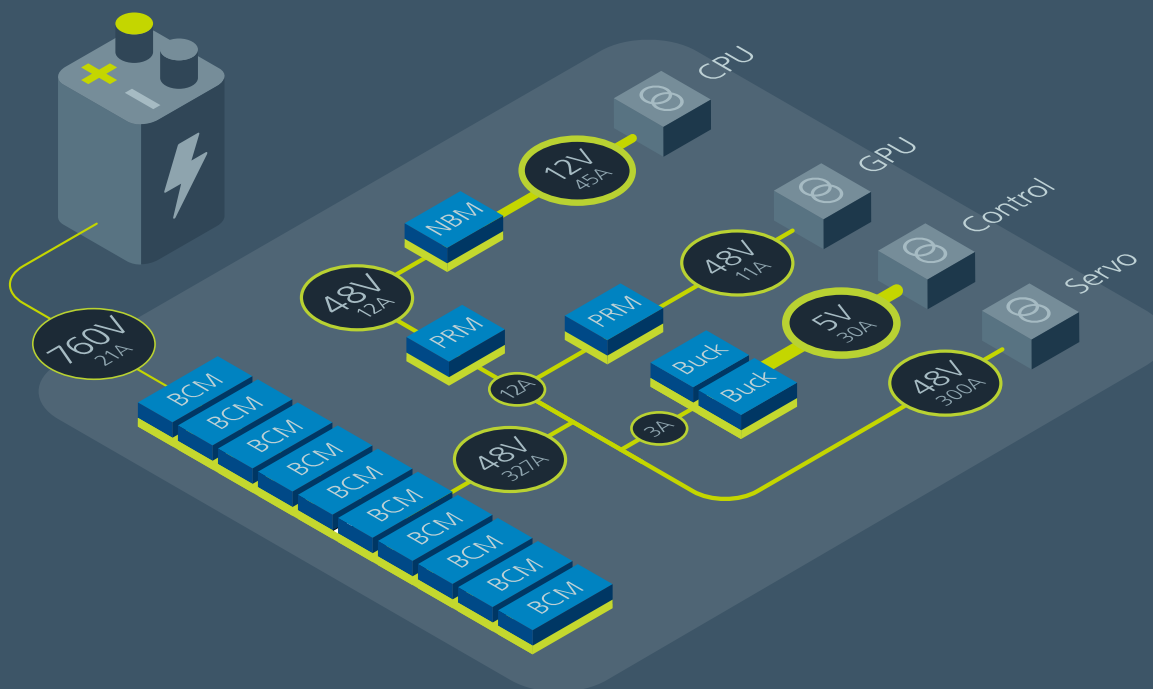 CPU
12V
45A
GPU
NBM
Control
48V
11A
48V
12A
Servo
PRM
PRM
5V
30A
760V
21A
Buck
Buck
48V
300A
12A
3A
48V
327A
BCM
BCM
BCM
BCM
BCM
BCM
BCM
BCM
BCM
BCM